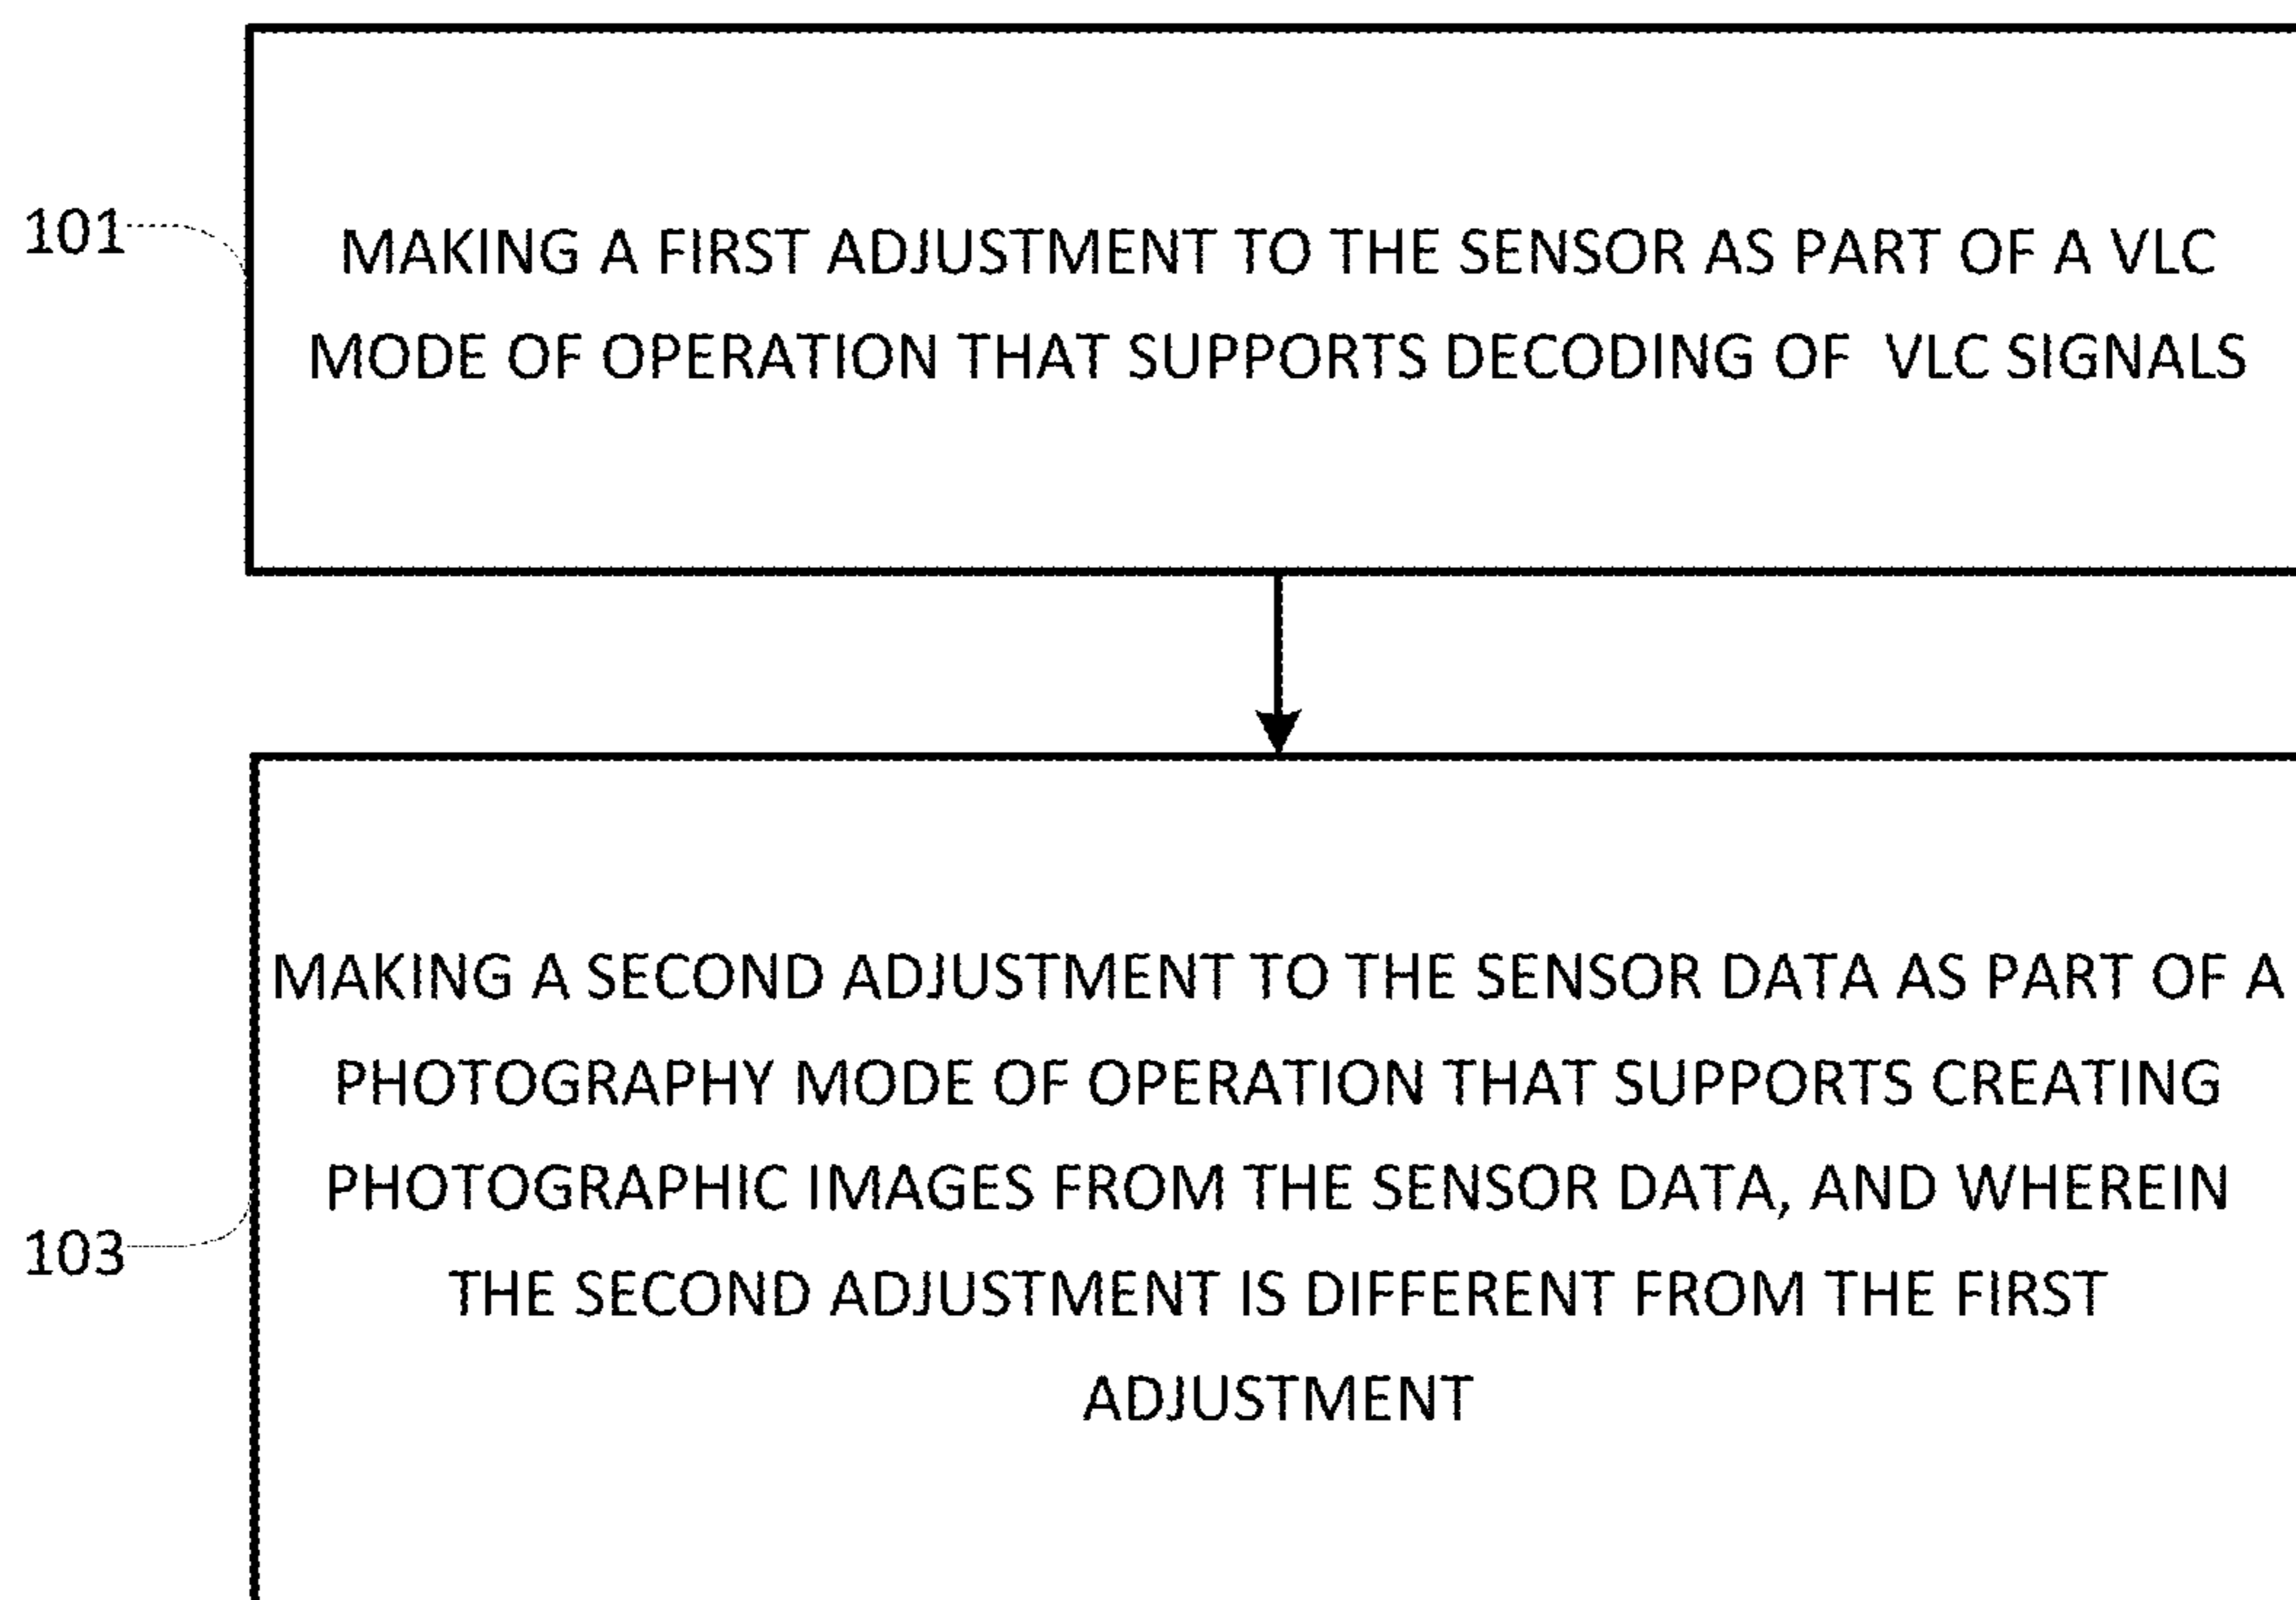 101
MAKING A FIRST ADJUSTMENT TO THE SENSOR AS PART OF A VLC
MODE OF OPERATION THAT SUPPORTS DECODING OF VLC SIGNALS
MAKING A SECOND ADJUSTMENT TO THE SENSOR DATA AS PART OF A
PHOTOGRAPHY MODE OF OPERATION THAT SUPPORTS CREATING
PHOTOGRAPHIC IMAGES FROM THE SENSOR DATA, AND WHEREIN
103
THE SECOND ADJUSTMENT IS DIFFERENT FROM THE FIRST
ADJUSTMENT